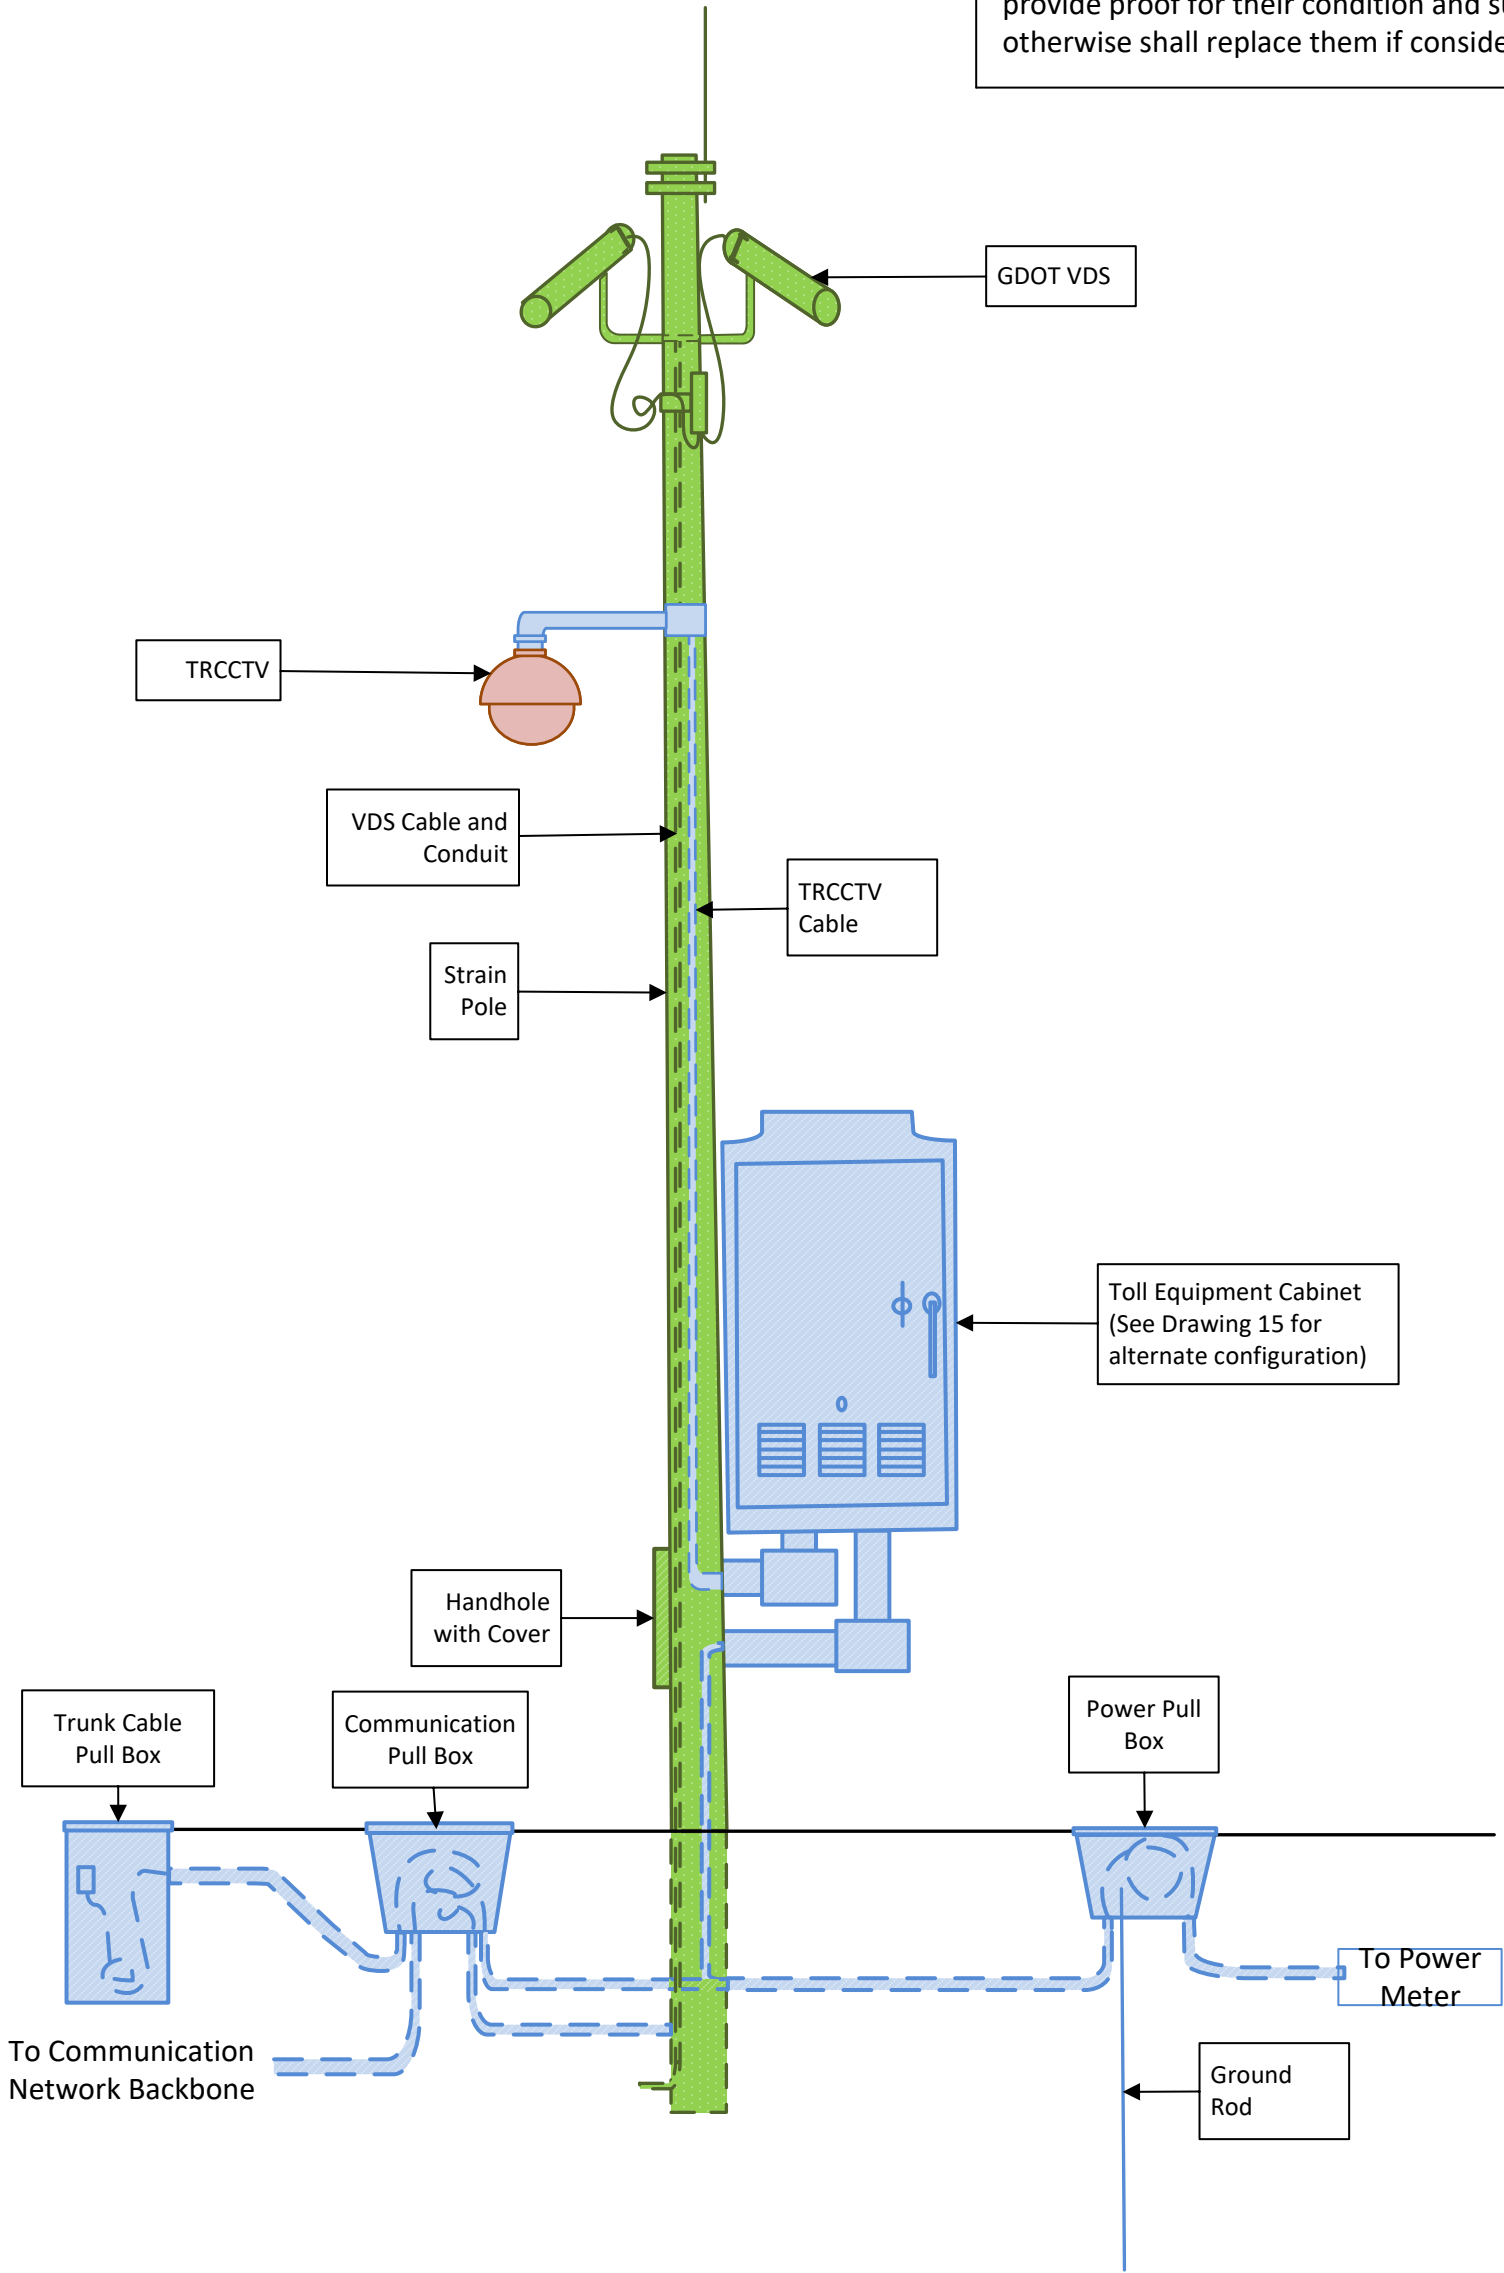 provide proof for their condition and
otherwise shall replace them if
GDOT VDS
TRCCTV
VDS Cable and
Conduit
TRCCTV
Cable
Strain
Pole
Toll Equipment Cabinet
(See Drawing 15 for
alternate configuration)
Handhole
with Cover
Trunk Cable
Pull Box
Communication
Pull Box
Power Pull
Box
To Power
Meter
To Communication
Network Backbone
Ground
Rod